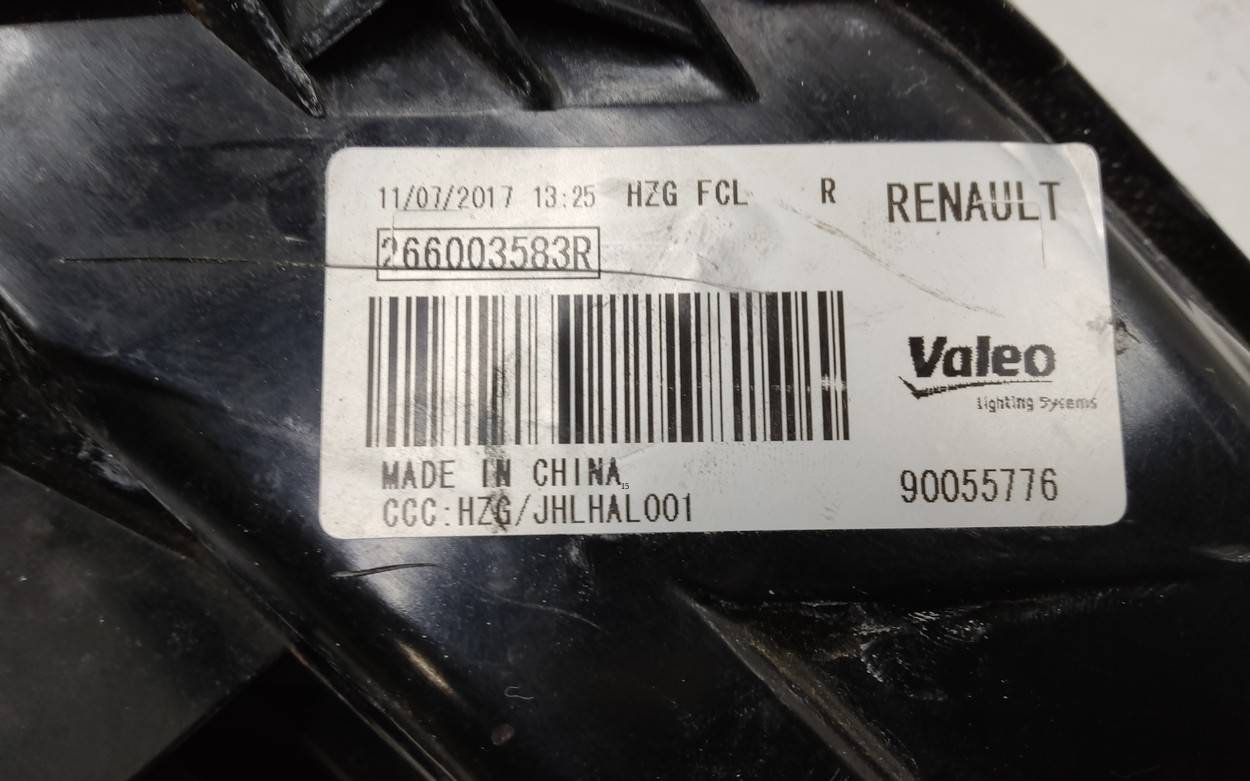 11/07/2017 13:25 HZG FCL R RENAULT
266003583R
Valeo
Lighting Systems
MADE IN CHINA
15
CCC:HZG/JHLHAL001
90055776